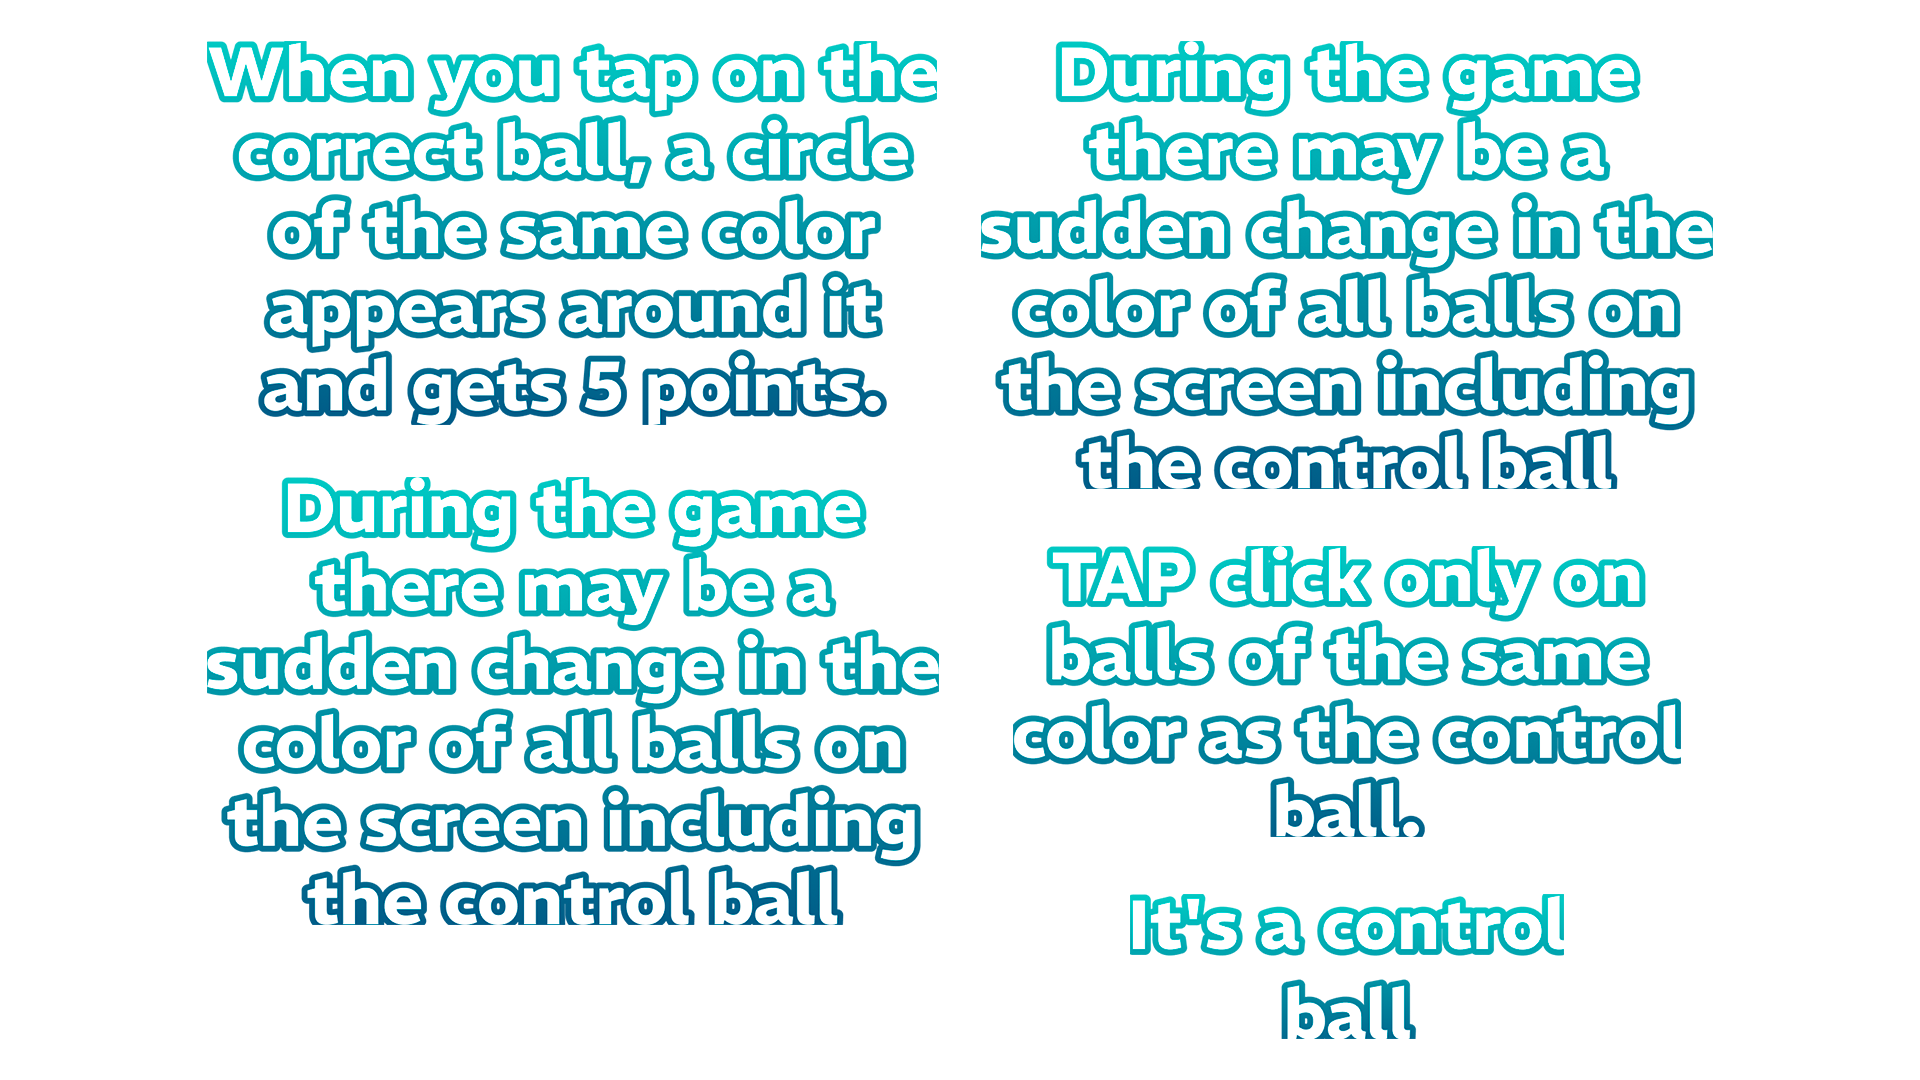 When you tap on the
correct ball, a circle
of the same color
appears around it
and gets 5 points.
During the game
there may be a
sudden change in the
color of all balls on
the screen including
the control ball
During the game
there may be a
sudden change in the
color of all balls on
the screen including
the control ball
TAP click only on
balls of the same
color as the control
ball.
It's a control
ball